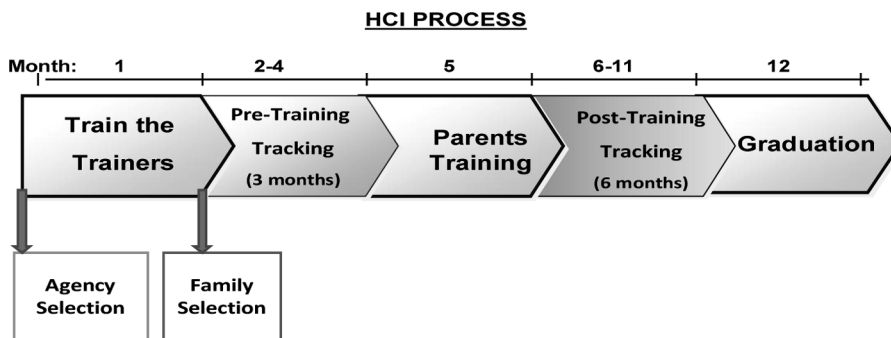 HCI PROCESS
Month: 1 2-4 5 6-11 12
Train the
Trainers
Pre-Training
Tracking
(3 months)
Parents
Training
Post-Training
Tracking
(6 months)
Graduation
Agency
Selection
Family
Selection